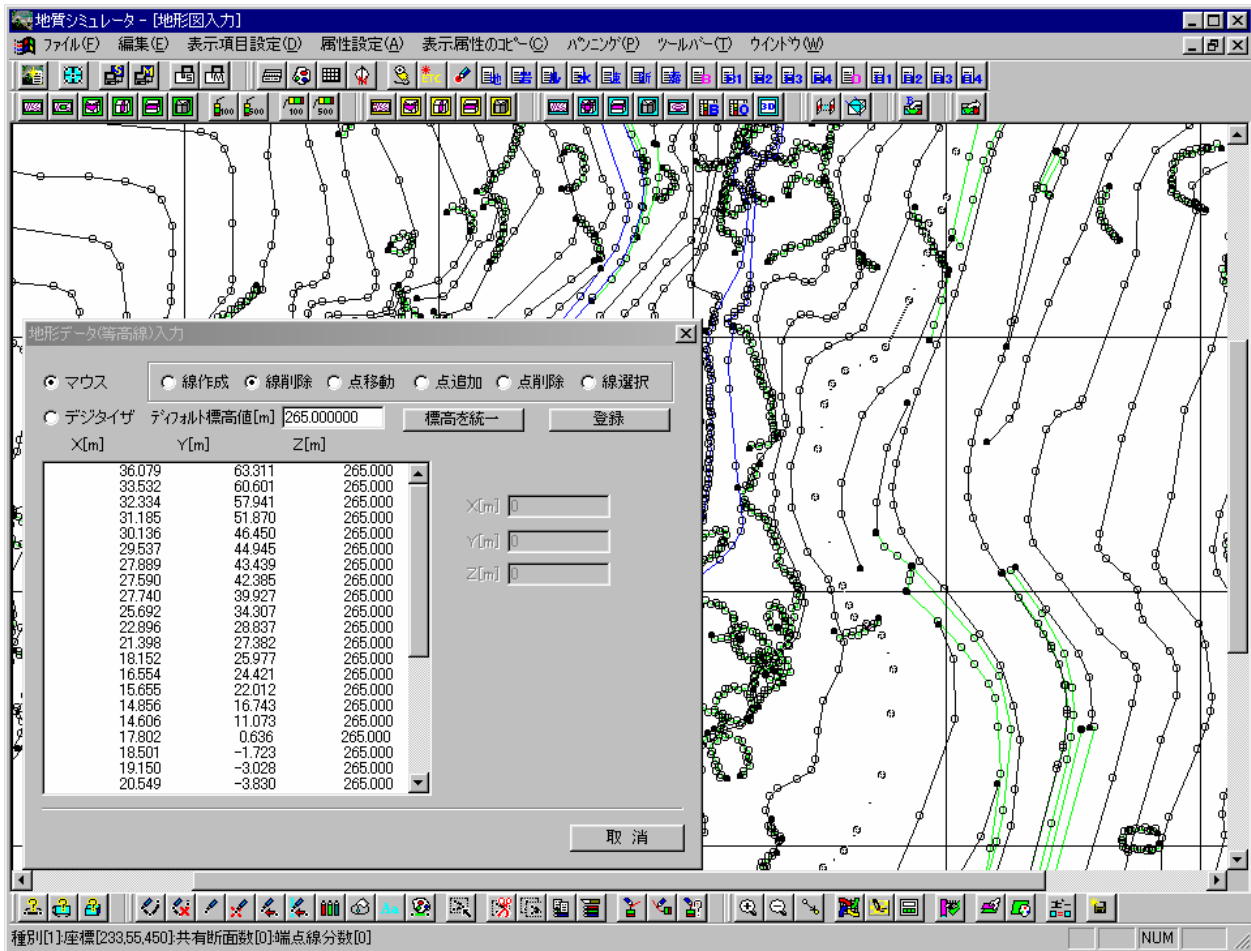 地質シミュレータ - [地形図入力]
ファイル(F) 編集(E) 表示項目設定(D) 属性設定(A) 表示属性のコピー(C) パンニング(P) ツールバー(T) ウインドウ(W)
100 500 100 500
3D
地形データ(等高線)入力
マウス 線作成 線削除 点移動 点追加 点削除 線選択
デジタイザ ディフォルト標高値[m] 265.000000 標高を統一 登録
X[m] Y[m] Z[m]
36.079 63.311 265.000
33.532 60.601 265.000
32.334 57.941 265.000
31.185 51.870 265.000
30.136 46.450 265.000
29.537 44.945 265.000
27.889 43.439 265.000
27.590 42.385 265.000
27.740 39.927 265.000
25.692 34.307 265.000
22.896 28.837 265.000
21.398 27.382 265.000
18.152 25.977 265.000
16.554 24.421 265.000
15.655 22.012 265.000
14.856 16.743 265.000
14.606 11.073 265.000
17.802 0.636 265.000
18.501 -1.723 265.000
19.150 -3.028 265.000
20.549 -3.830 265.000
X[m] 0
Y[m] 0
Z[m] 0
取 消
種別[1]:座標[233,55,450]:共有断面数[0]:端点線分数[0]
NUM